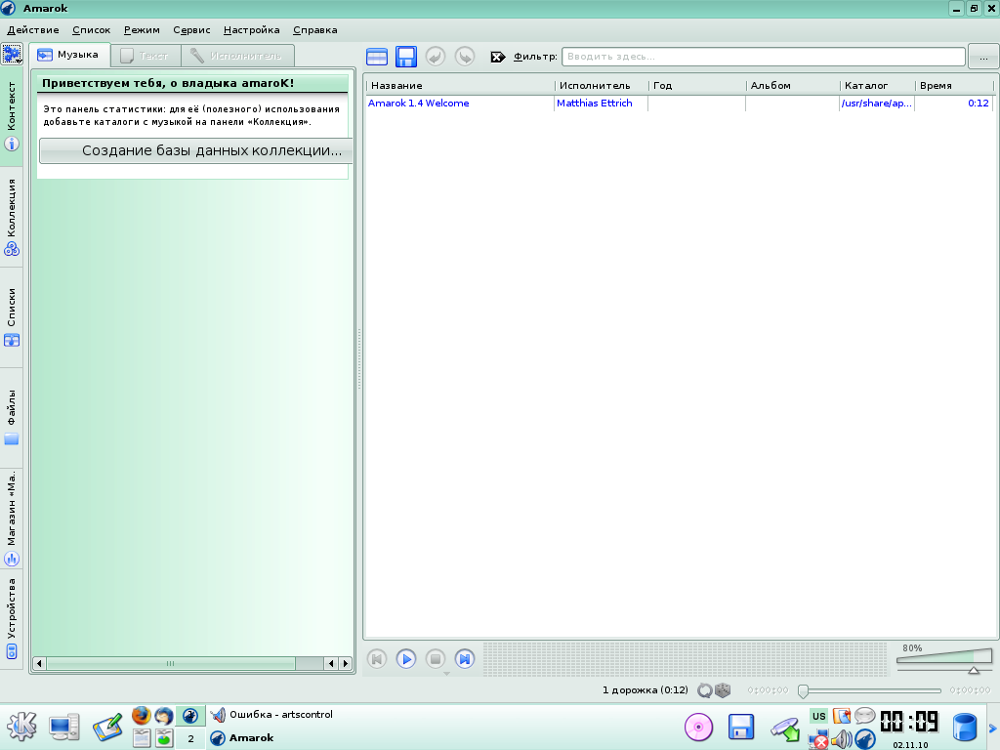 Amarok
Действие Список Режим Сервис Настройка Справка
Музыка Текст Исполнитель
Фильтр: Вводить здесь... ...
Приветствуем тебя, о владыка amaroK!
Это панель статистики: для её (полезного) использования
добавьте каталоги с музыкой на панели «Коллекция».
Создание базы данных коллекции...
Контекст
Коллекция
Списки
Файлы
Магазин «Ma..
Устройства
Название Исполнитель Год Альбом Каталог Время
Amarok 1.4 Welcome Matthias Ettrich /usr/share/ap... 0:12
80%
1 дорожка (0:12) 0:00:00 0:00:00
Ошибка - artscontrol
2 Amarok
US
00:09
02.11.10